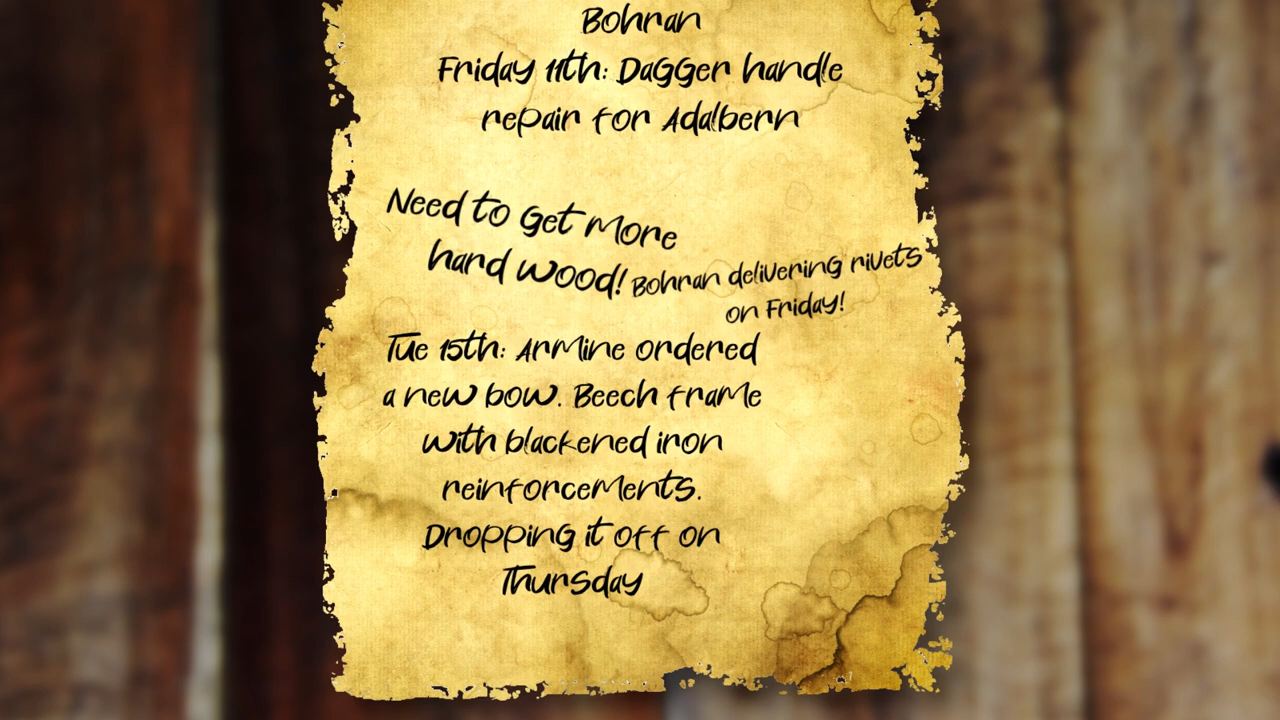 Bohran
Friday 11th: Dagger handle
repair for Adalbern
Need to Get More
hard wood!
Bohran delivering rivets
on Friday!
Tue 15th: Armine ordered
a new bow. Beech frame
with blackened iron
reinforcements.
Dropping it off on
Thursday